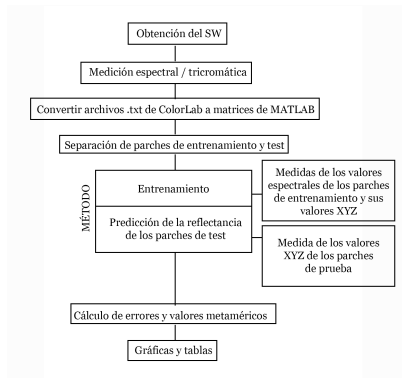 Obtención del SW
Medición espectral / tricromática
Convertir archivos .txt de ColorLab a matrices de MATLAB
Separación de parches de entrenamiento y test
MÉTODO
Entrenamiento
Medidas de los valores
espectrales de los parches
de entrenamiento y sus
valores XYZ
Predicción de la reflectancia
de los parches de test
Medida de los valores
XYZ de los parches
de prueba
Cálculo de errores y valores metaméricos
Gráficas y tablas